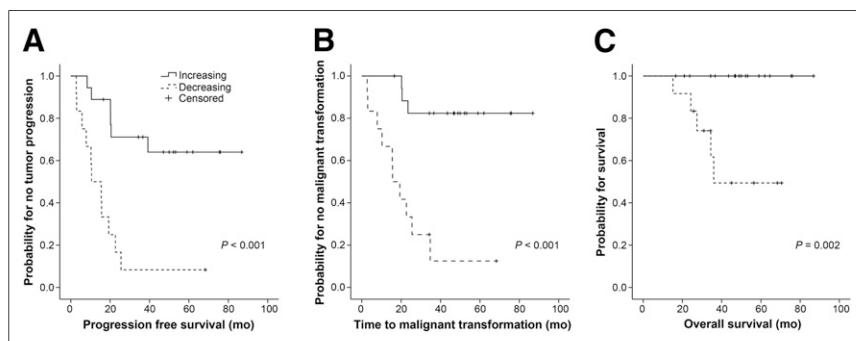 A
Probability for no tumor progression
1.0
0.8
0.6
0.4
0.2
0.0
Increasing
Decreasing
Censored
P < 0.001
0 20 40 60 80 100
Progression free survival (mo)
B
Probability for no malignant transformation
1.0
0.8
0.6
0.4
0.2
0.0
P < 0.001
0 20 40 60 80 100
Time to malignant transformation (mo)
C
Probability for survival
1.0
0.8
0.6
0.4
0.2
0.0
P = 0.002
0 20 40 60 80 100
Overall survival (mo)